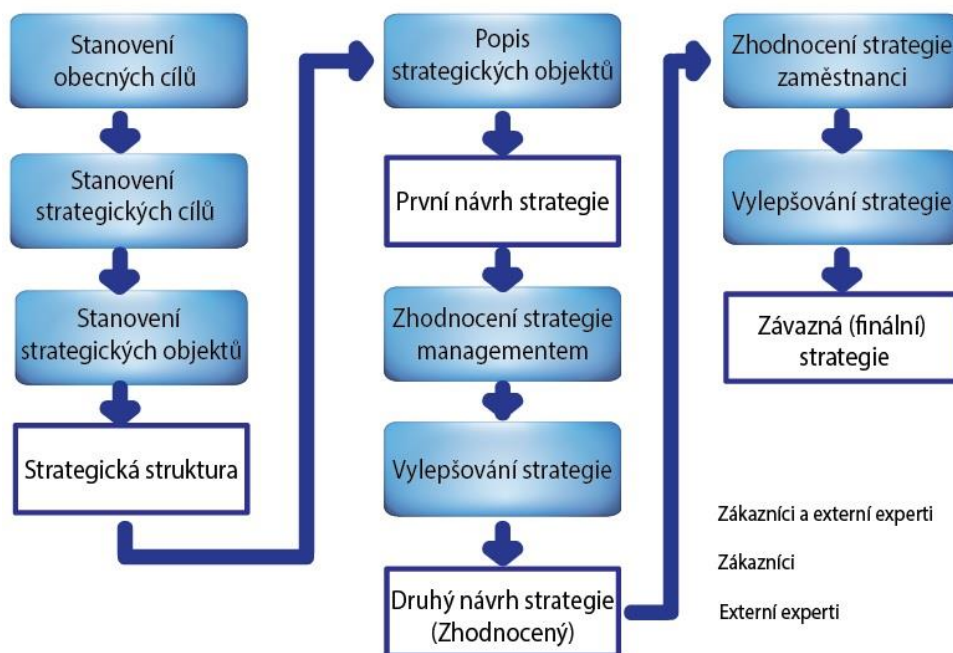 Stanovení
obecných cílů
Stanovení
strategických cílů
Stanovení
strategických objektů
Strategická struktura
Popis
strategických objektů
První návrh strategie
Zhodnocení strategie
managementem
Vylepšování strategie
Druhý návrh strategie
(Zhodnocený)
Zhodnocení strategie
zaměstnanci
Vylepšování strategie
Závazná (finální)
strategie
Zákazníci a externí experti
Zákazníci
Externí experti